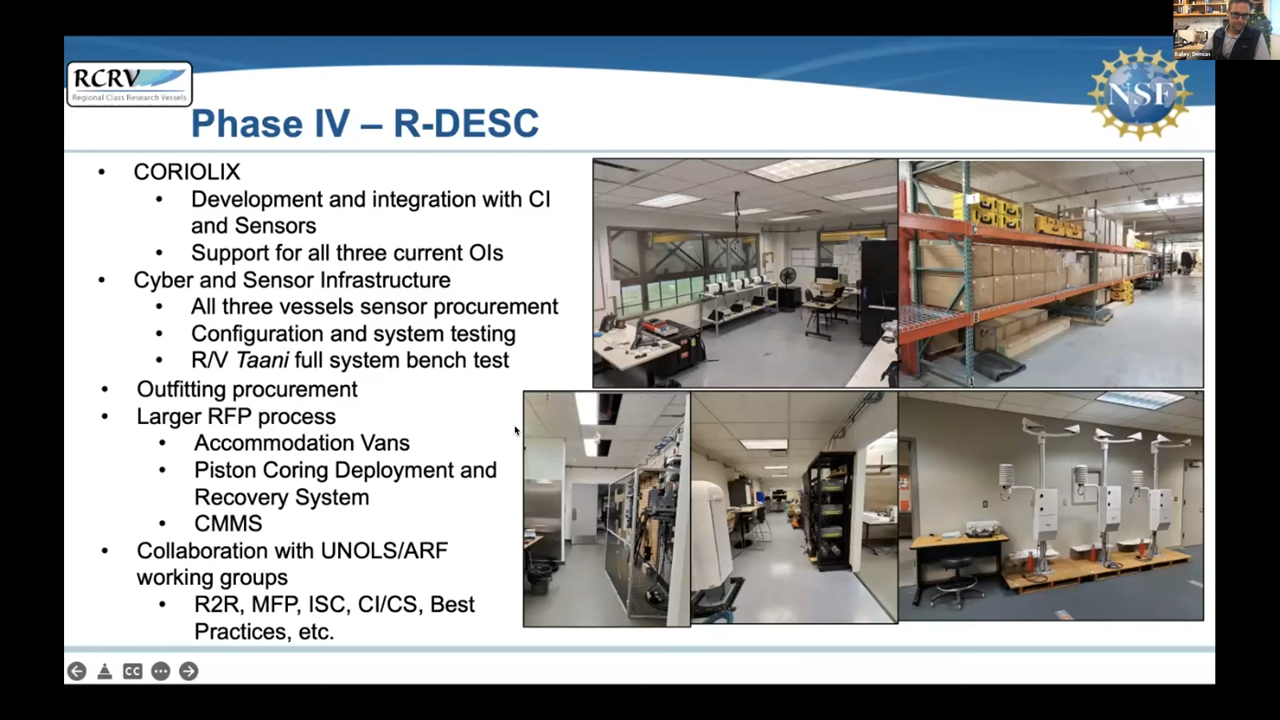 Bailey, Demian
RCRV
Regional Class Research Vessels
NSF
Phase IV – R-DESC
• CORIOLIX
• Development and integration with CI
and Sensors
• Support for all three current OIs
• Cyber and Sensor Infrastructure
• All three vessels sensor procurement
• Configuration and system testing
• R/V Taani full system bench test
• Outfitting procurement
• Larger RFP process
• Accommodation Vans
• Piston Coring Deployment and
Recovery System
• CMMS
• Collaboration with UNOLS/ARF
working groups
• R2R, MFP, ISC, CI/CS, Best
Practices, etc.
CC